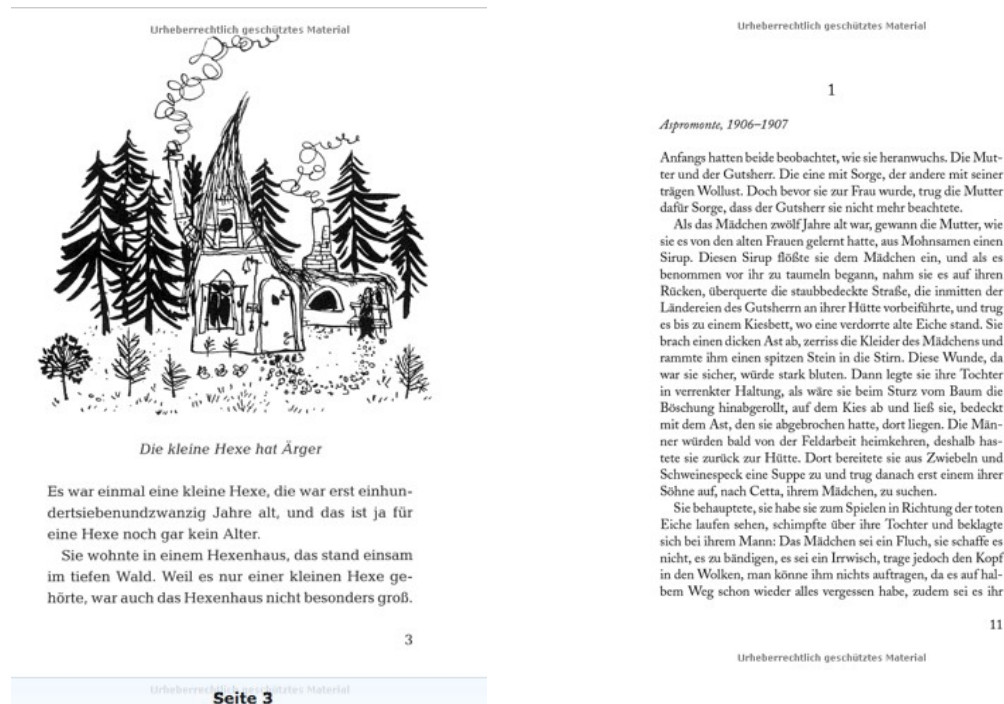 Urheberrechtlich geschütztes Material
Die kleine Hexe hat Ärger
Es war einmal eine kleine Hexe, die war erst einhun-
dertsiebenundzwanzig Jahre alt, und das ist ja für
eine Hexe noch gar kein Alter.
Sie wohnte in einem Hexenhaus, das stand einsam
im tiefen Wald. Weil es nur einer kleinen Hexe ge-
hörte, war auch das Hexenhaus nicht besonders groß.
3
Urheberrechtlich geschütztes Material
Seite 3
Urheberrechtlich geschütztes Material
1
Aspromonte, 1906–1907
Anfangs hatten beide beobachtet, wie sie heranwuchs. Die Mut-
ter und der Gutsherr. Die eine mit Sorge, der andere mit seiner
trägen Wollust. Doch bevor sie zur Frau wurde, trug die Mutter
dafür Sorge, dass der Gutsherr sie nicht mehr beachtete.
Als das Mädchen zwölf Jahre alt war, gewann die Mutter, wie
sie es von den alten Frauen gelernt hatte, aus Mohnsamen einen
Sirup. Diesen Sirup flößte sie dem Mädchen ein, und als es
benommen vor ihr zu taumeln begann, nahm sie es auf ihren
Rücken, überquerte die staubbedeckte Straße, die inmitten der
Ländereien des Gutsherrn an ihrer Hütte vorbeiführte, und trug
es bis zu einem Kiesbett, wo eine verdorrte alte Eiche stand. Sie
brach einen dicken Ast ab, zerriss die Kleider des Mädchens und
rammte ihm einen spitzen Stein in die Stirn. Diese Wunde, da
war sie sicher, würde stark bluten. Dann legte sie ihre Tochter
in verrenkter Haltung, als wäre sie beim Sturz vom Baum die
Böschung hinabgerollt, auf dem Kies ab und ließ sie, bedeckt
mit dem Ast, den sie abgebrochen hatte, dort liegen. Die Män-
ner würden bald von der Feldarbeit heimkehren, deshalb has-
tete sie zurück zur Hütte. Dort bereitete sie aus Zwiebeln und
Schweinespeck eine Suppe zu und trug danach erst einem ihrer
Söhne auf, nach Cetta, ihrem Mädchen, zu suchen.
Sie behauptete, sie habe sie zum Spielen in Richtung der toten
Eiche laufen sehen, schimpfte über ihre Tochter und beklagte
sich bei ihrem Mann: Das Mädchen sei ein Fluch, sie schaffe es
nicht, es zu bändigen, es sei ein Irrwisch, trage jedoch den Kopf
in den Wolken, man könne ihm nichts auftragen, da es auf hal-
bem Weg schon wieder alles vergessen habe, zudem sei es ihr
11
Urheberrechtlich geschütztes Material